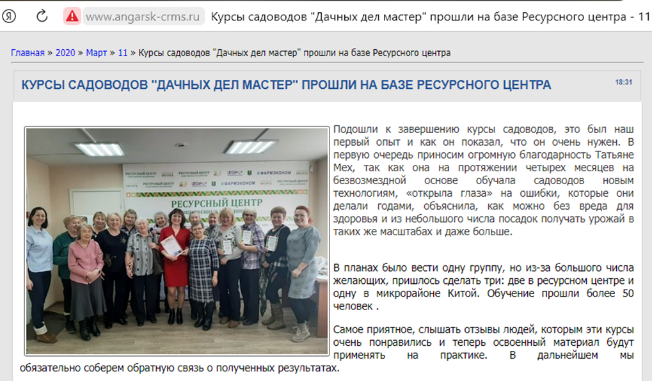 Я www.angarsk-crms.ru Курсы садоводов "Дачных дел мастер" прошли на базе Ресурсного центра - 11
Главная » 2020 » Март » 11 » Курсы садоводов "Дачных дел мастер" прошли на базе Ресурсного центра
КУРСЫ САДОВОДОВ "ДАЧНЫХ ДЕЛ МАСТЕР" ПРОШЛИ НА БАЗЕ РЕСУРСНОГО ЦЕНТРА 18:31
РЕСУРСНЫЙ ЦЕНТР
Подошли к завершению курсы садоводов, это был наш
первый опыт и как он показал, что он очень нужен. В
первую очередь приносим огромную благодарность Татьяне
Мех, так как она на протяжении четырех месяцев на
безвозмездной основе обучала садоводов новым
технологиям, «открыла глаза» на ошибки, которые они
делали годами, объяснила, как можно без вреда для
здоровья и из небольшого числа посадок получать урожай в
таких же масштабах и даже больше.
В планах было вести одну группу, но из-за большого числа
желающих, пришлось сделать три: две в ресурсном центре и
одну в микрорайоне Китой. Обучение прошли более 50
человек .
Самое приятное, слышать отзывы людей, которым эти курсы
очень понравились и теперь освоенный материал будут
применять на практике. В дальнейшем мы
обязательно соберем обратную связь о полученных результатах.